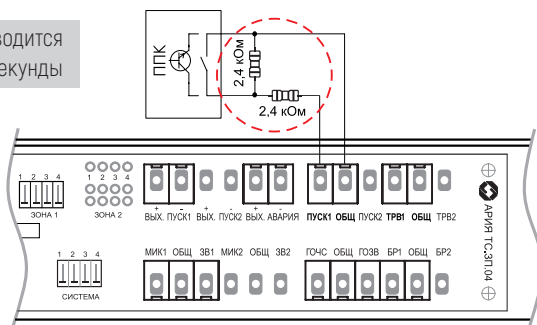 водится
екунды
ППК
2,4 кОм
2,4 кОм
1 2 3 4
ЗОНА 1
1 2 3 4
ЗОНА 2
+ - + - + -
ВЫХ. ПУСК1 ВЫХ. ПУСК2 ВЫХ. АВАРИЯ
ПУСК1 ОБЩ ПУСК2 ТРВ1 ОБЩ ТРВ2
АРИЯ ТС.ЗП.04
1 2 3 4
СИСТЕМА
МИК1 ОБЩ ЗВ1 МИК2 ОБЩ ЗВ2
ГОЧС ОБЩ ГОЗВ БР1 ОБЩ БР2